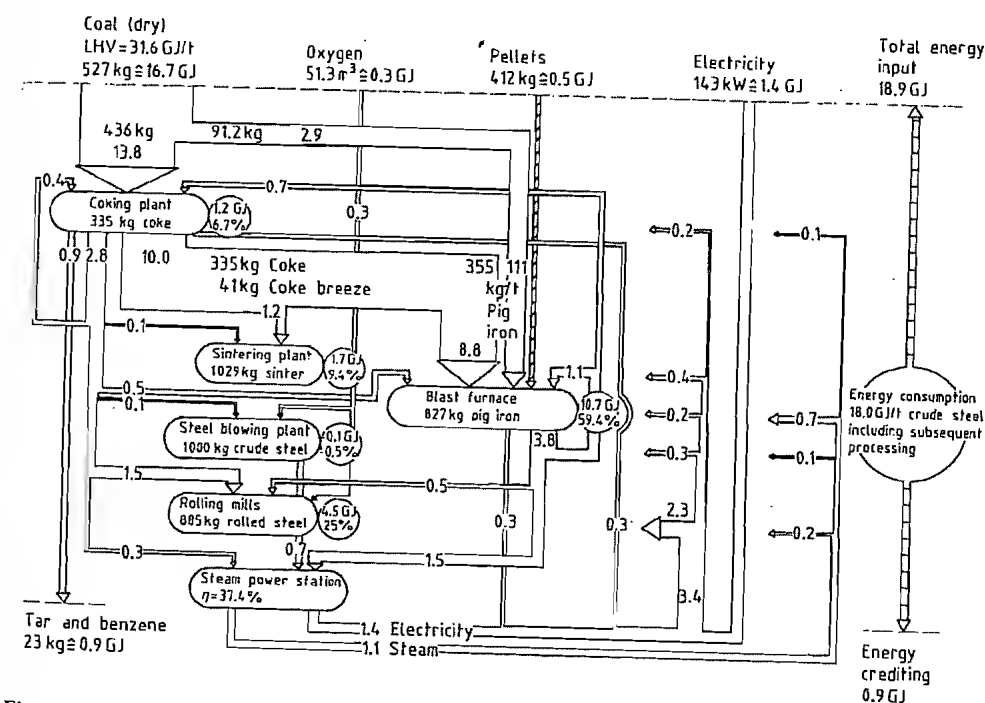 Coal (dry)
LHV=31.6 GJ/t
527 kg≙16.7 GJ
Oxygen
51.3 m³≙0.3 GJ
Pellets
412 kg≙0.5 GJ
Electricity
143 kW≙1.4 GJ
Total energy
input
18.9 GJ
436 kg
13.8
91.2 kg
2.9
0.4
0.7
Coking plant
335 kg coke
1.2 GJ
6.7%
0.3
0.2
0.1
0.9
2.8
10.0
335 kg Coke
41 kg Coke breeze
355
kg/t
Pig
iron
111
1.2
0.1
8.8
Sintering plant
1029 kg sinter
1.7 GJ
9.4%
1.1
0.4
0.5
Blast furnace
827 kg pig iron
10.7 GJ
59.4%
0.2
0.7
Energy consumption
18.0 GJ/t crude steel
including subsequent
processing
0.1
Steel blowing plant
1000 kg crude steel
-0.1 GJ
-0.5%
3.8
0.3
0.1
1.5
0.5
Rolling mills
885 kg rolled steel
4.5 GJ
25%
0.3
0.3
2.3
0.2
0.7
0.3
1.5
Steam power station
η=37.4%
3.4
1.4 Electricity
1.1 Steam
Tar and benzene
23 kg≙0.9 GJ
Energy
crediting
0.9 GJ